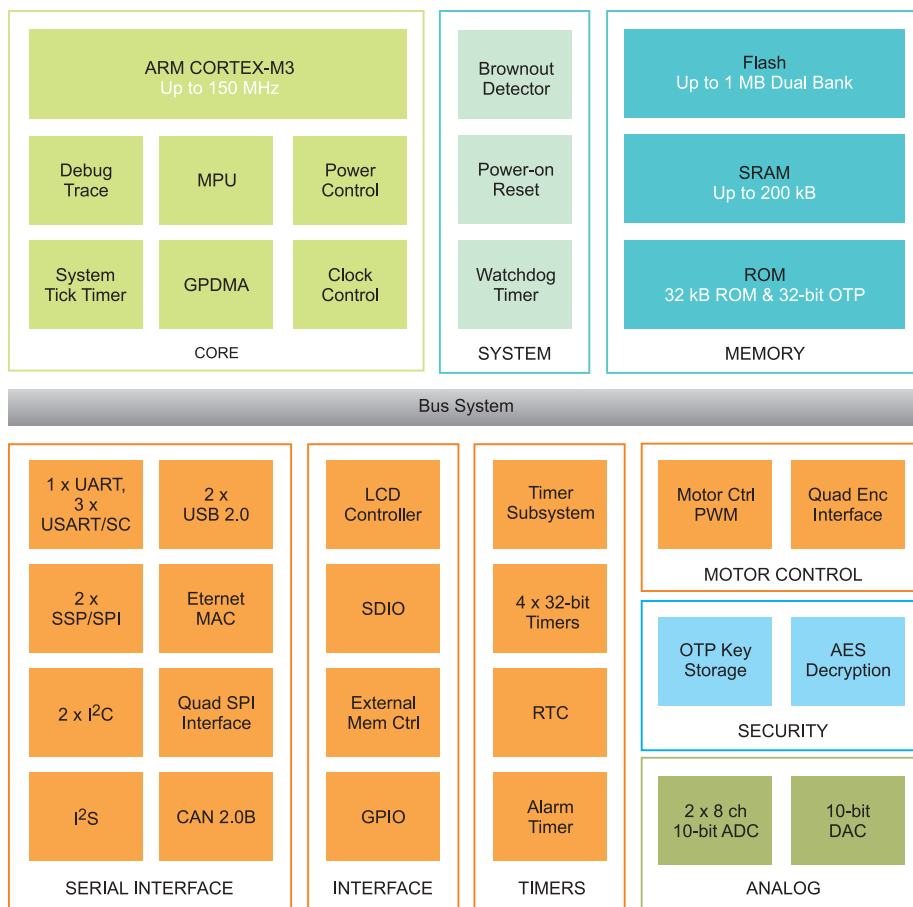 ARM CORTEX-M3
Up to 150 MHz
Debug
Trace
MPU
Power
Control
System
Tick Timer
GPDMA
Clock
Control
CORE
Brownout
Detector
Power-on
Reset
Watchdog
Timer
SYSTEM
Flash
Up to 1 MB Dual Bank
SRAM
Up to 200 kB
ROM
32 kB ROM & 32-bit OTP
MEMORY
Bus System
1 x UART,
3 x
USART/SC
2 x
USB 2.0
2 x
SSP/SPI
Eternet
MAC
2 x I²C
Quad SPI
Interface
I²S
CAN 2.0B
SERIAL INTERFACE
LCD
Controller
SDIO
External
Mem Ctrl
GPIO
INTERFACE
Timer
Subsystem
4 x 32-bit
Timers
RTC
Alarm
Timer
TIMERS
Motor Ctrl
PWM
Quad Enc
Interface
MOTOR CONTROL
OTP Key
Storage
AES
Decryption
SECURITY
2 x 8 ch
10-bit ADC
10-bit
DAC
ANALOG